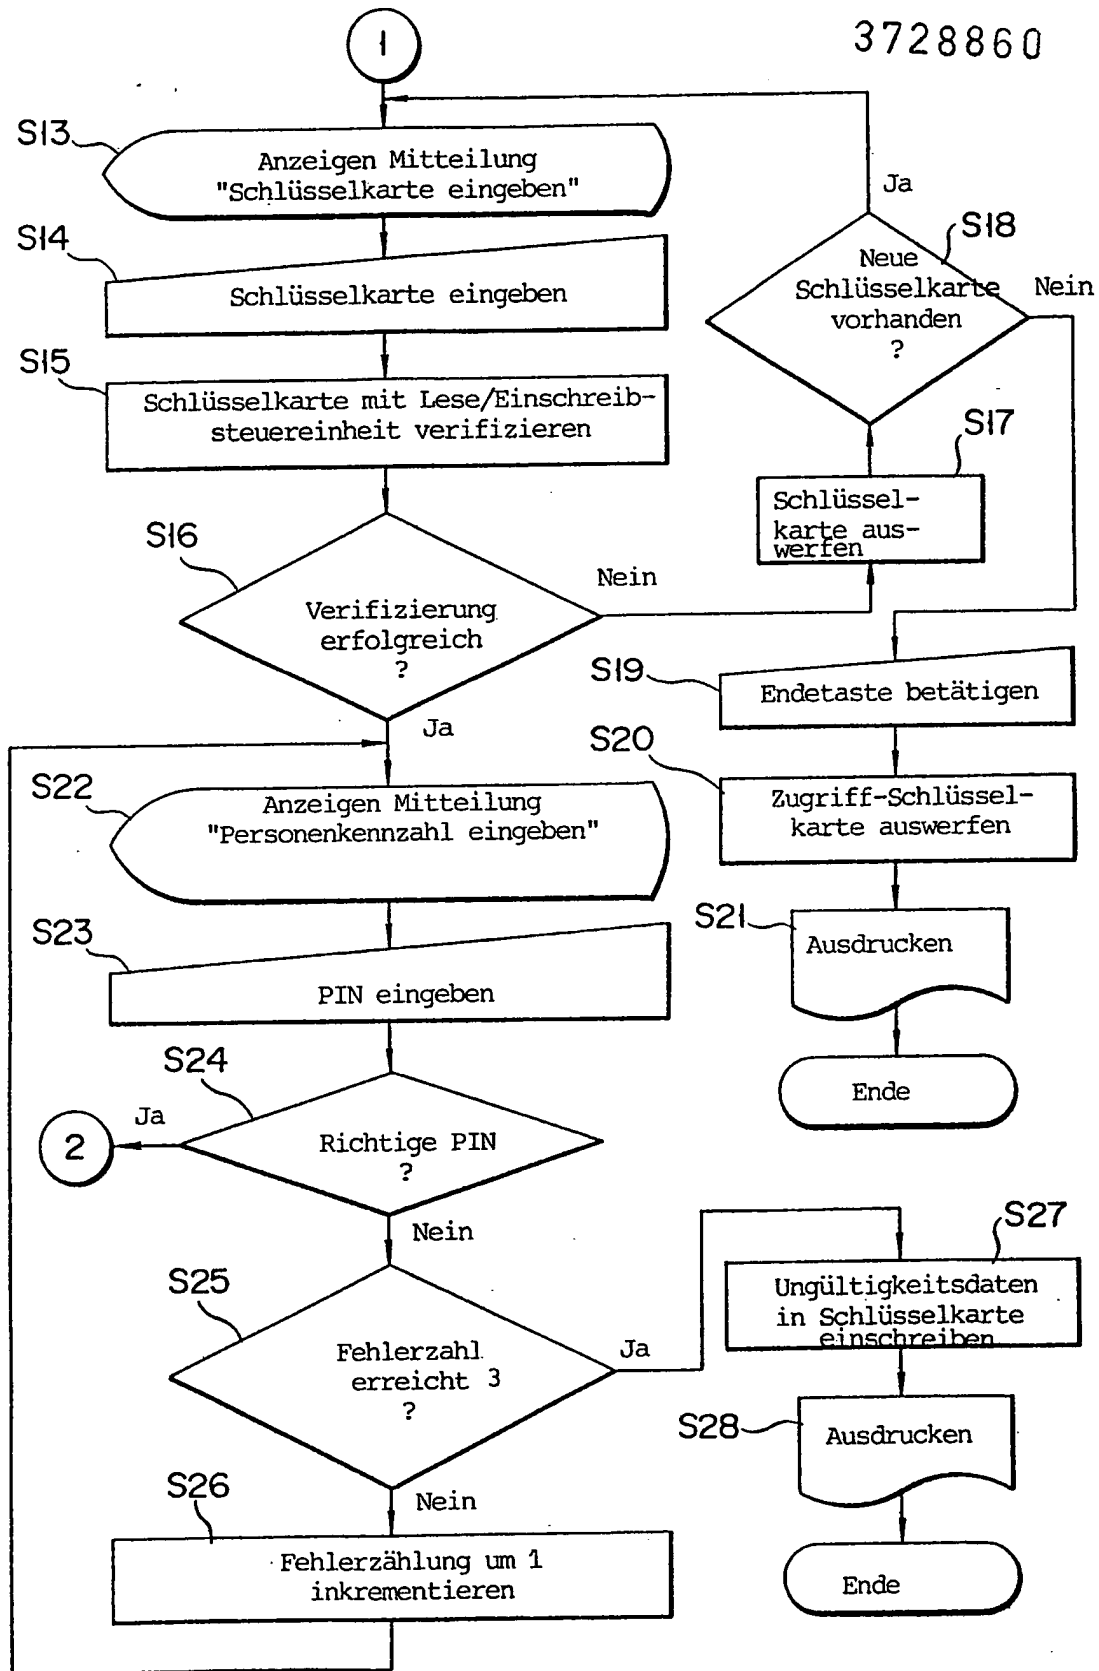 3728860
1
S13
Anzeigen Mitteilung
"Schlüsselkarte eingeben"
Ja
S14
Schlüsselkarte eingeben
S18
Neue
Schlüsselkarte
vorhanden
?
Nein
S15
Schlüsselkarte mit Lese/Einschreib-
steuereinheit verifizieren
S17
Schlüssel-
karte aus-
werfen
S16
Verifizierung
erfolgreich
?
Nein
Ja
S19
Endetaste betätigen
S20
Zugriff-Schlüssel-
karte auswerfen
S21
Ausdrucken
Ende
S22
Anzeigen Mitteilung
"Personenkennzahl eingeben"
S23
PIN eingeben
S24
Richtige PIN
?
Ja
2
Nein
S25
Fehlerzahl
erreicht 3
?
Ja
S27
Ungültigkeitsdaten
in Schlüsselkarte
einschreiben
S28
Ausdrucken
Ende
Nein
S26
Fehlerzählung um 1
inkrementieren